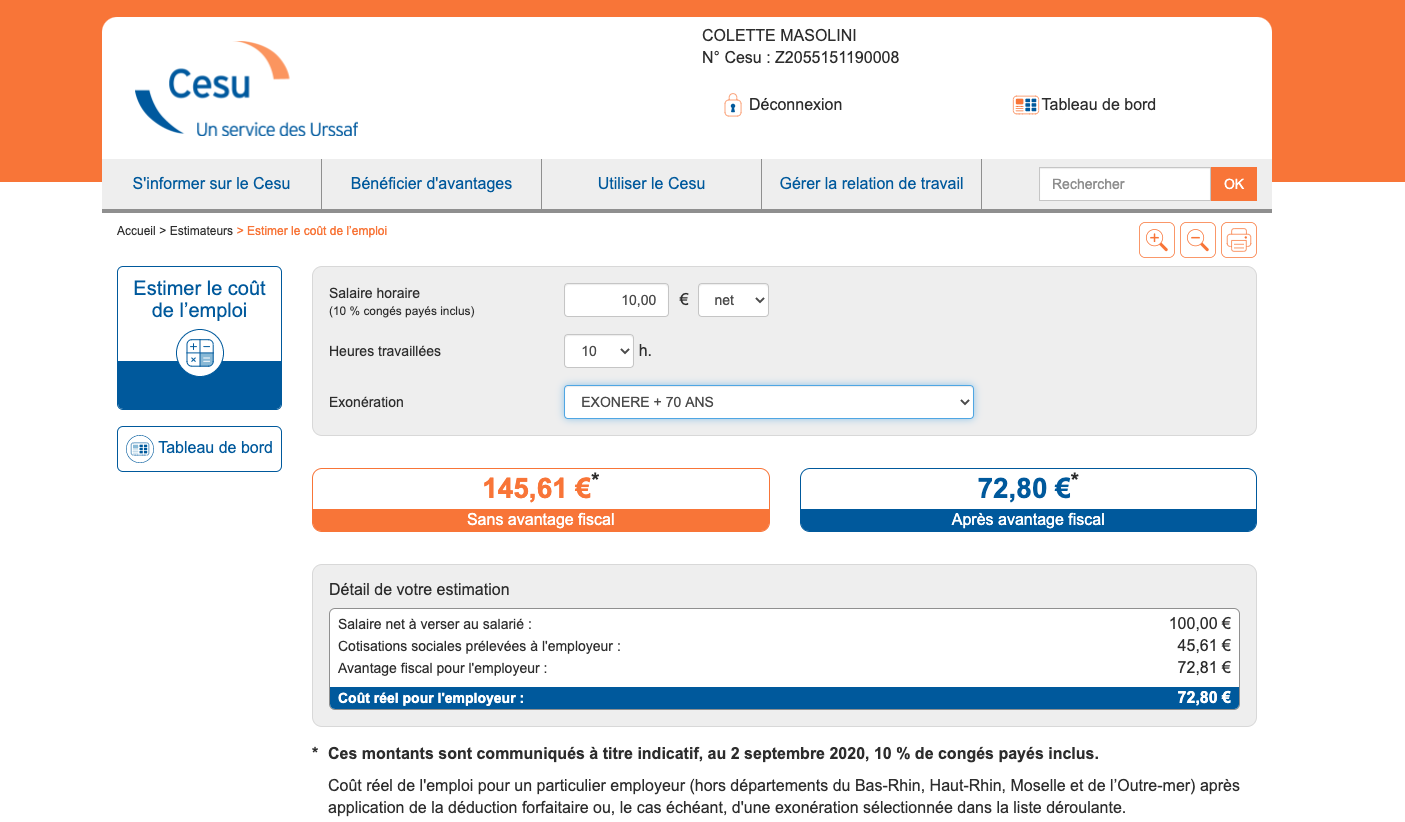 COLETTE MASOLINI
N° Cesu : Z2055151190008
Cesu
Un service des Urssaf
Déconnexion
Tableau de bord
S'informer sur le Cesu
Bénéficier d'avantages
Utiliser le Cesu
Gérer la relation de travail
Rechercher
OK
Accueil > Estimateurs > Estimer le coût de l'emploi
Estimer le coût
de l'emploi
Tableau de bord
Salaire horaire
(10 % congés payés inclus)
10,00 € net
Heures travaillées
10 h.
Exonération
EXONERE + 70 ANS
145,61 €*
Sans avantage fiscal
72,80 €*
Après avantage fiscal
Détail de votre estimation
Salaire net à verser au salarié : 100,00 €
Cotisations sociales prélevées à l'employeur : 45,61 €
Avantage fiscal pour l'employeur : 72,81 €
Coût réel pour l'employeur : 72,80 €
* Ces montants sont communiqués à titre indicatif, au 2 septembre 2020, 10 % de congés payés inclus.
Coût réel de l'emploi pour un particulier employeur (hors départements du Bas-Rhin, Haut-Rhin, Moselle et de l'Outre-mer) après
application de la déduction forfaitaire ou, le cas échéant, d'une exonération sélectionnée dans la liste déroulante.